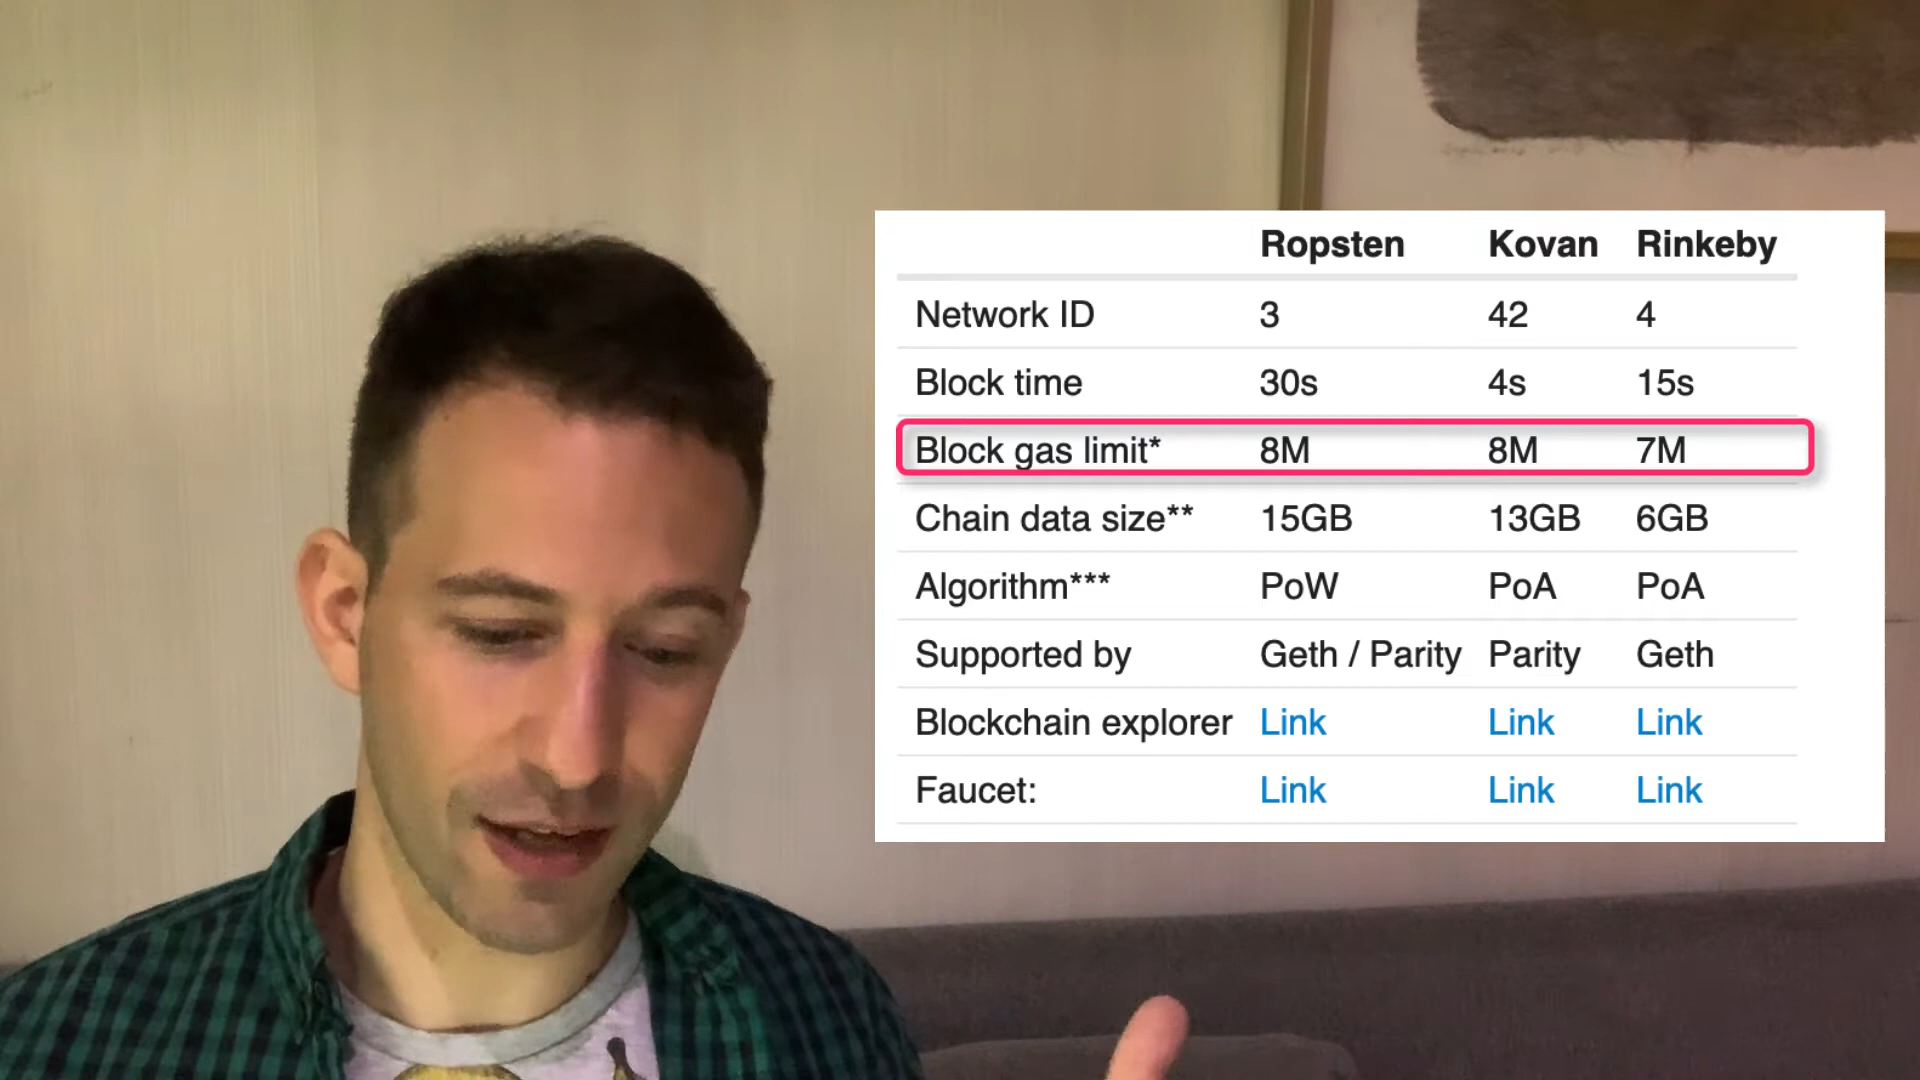 Ropsten Kovan Rinkeby
Network ID 3 42 4
Block time 30s 4s 15s
Block gas limit* 8M 8M 7M
Chain data size** 15GB 13GB 6GB
Algorithm*** PoW PoA PoA
Supported by Geth / Parity Parity Geth
Blockchain explorer Link Link Link
Faucet: Link Link Link